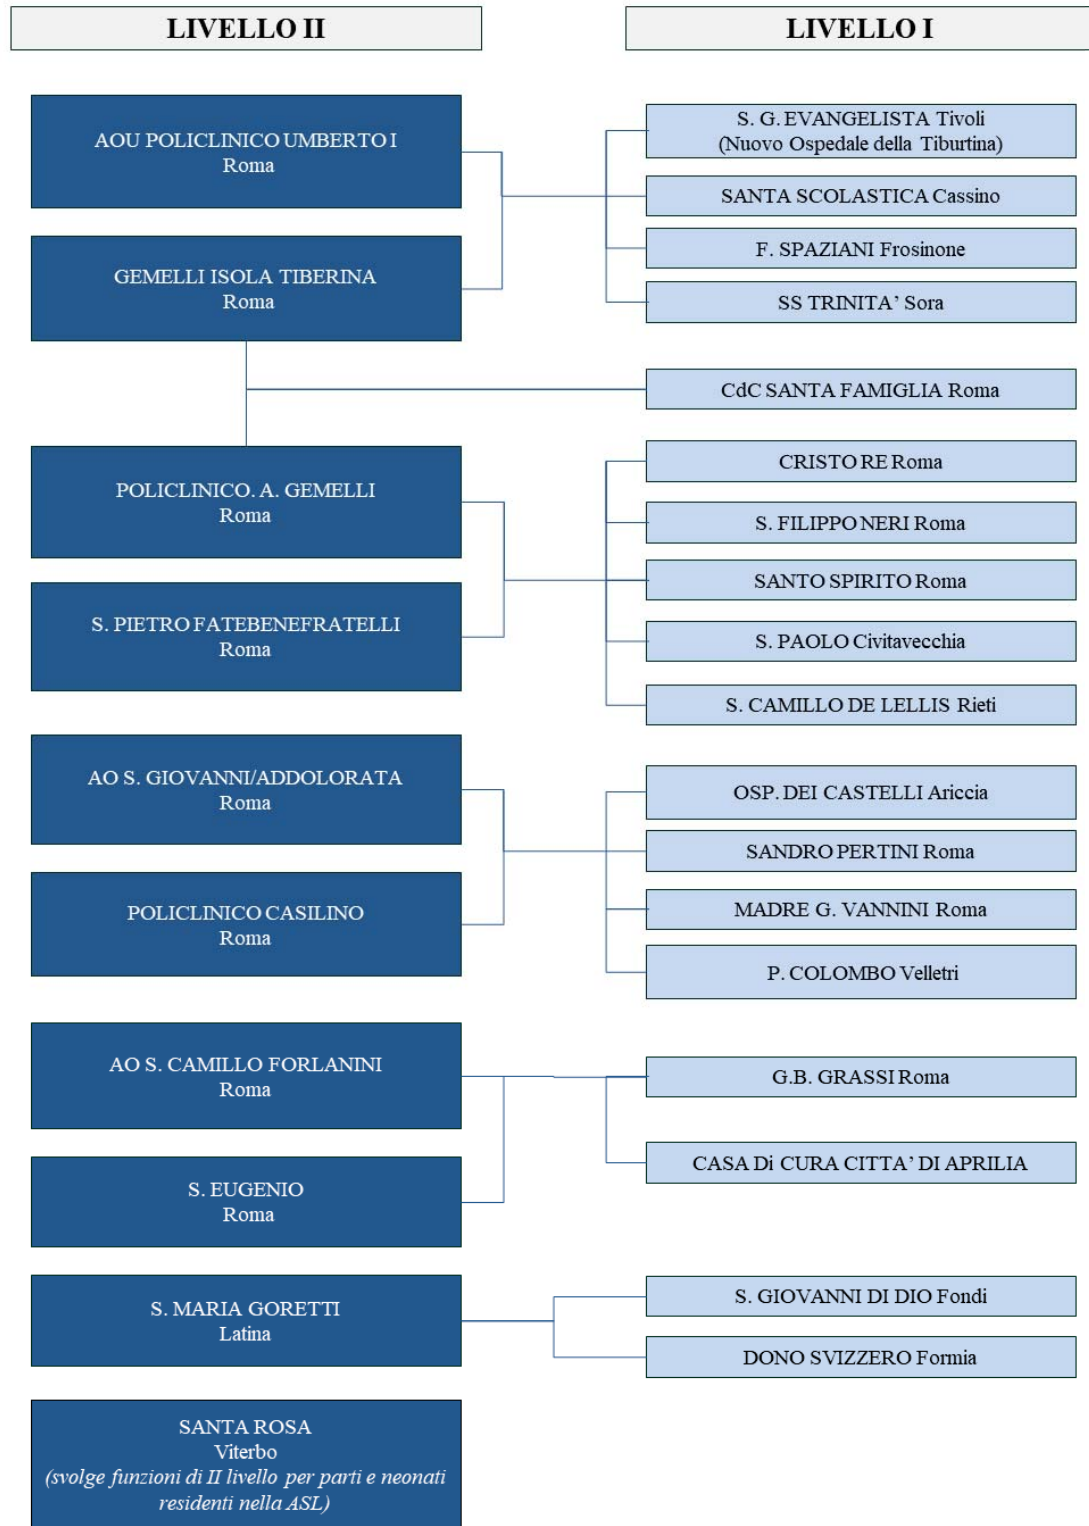 LIVELLO II
LIVELLO I
AOU POLICLINICO UMBERTO I
Roma
GEMELLI ISOLA TIBERINA
Roma
S. G. EVANGELISTA Tivoli
(Nuovo Ospedale della Tiburtina)
SANTA SCOLASTICA Cassino
F. SPAZIANI Frosinone
SS TRINITA’ Sora
CdC SANTA FAMIGLIA Roma
POLICLINICO. A. GEMELLI
Roma
S. PIETRO FATEBENEFRATELLI
Roma
CRISTO RE Roma
S. FILIPPO NERI Roma
SANTO SPIRITO Roma
S. PAOLO Civitavecchia
S. CAMILLO DE LELLIS Rieti
AO S. GIOVANNI/ADDOLORATA
Roma
POLICLINICO CASILINO
Roma
OSP. DEI CASTELLI Ariccia
SANDRO PERTINI Roma
MADRE G. VANNINI Roma
P. COLOMBO Velletri
AO S. CAMILLO FORLANINI
Roma
S. EUGENIO
Roma
G.B. GRASSI Roma
CASA Di CURA CITTA’ DI APRILIA
S. MARIA GORETTI
Latina
S. GIOVANNI DI DIO Fondi
DONO SVIZZERO Formia
SANTA ROSA
Viterbo
(svolge funzioni di II livello per parti e neonati
residenti nella ASL)